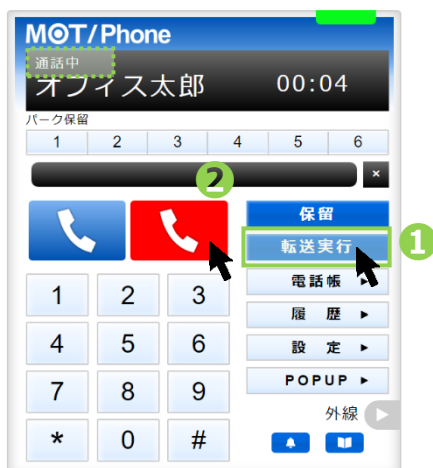 MOT/Phone
通話中
オフィス太郎 00:04
パーク保留
1 2 3 4 5 6
2
×
保留
転送実行
1
電話帳 ►
履 歴 ►
設 定 ►
POPUP ►
外線
1 2 3
4 5 6
7 8 9
* 0 #